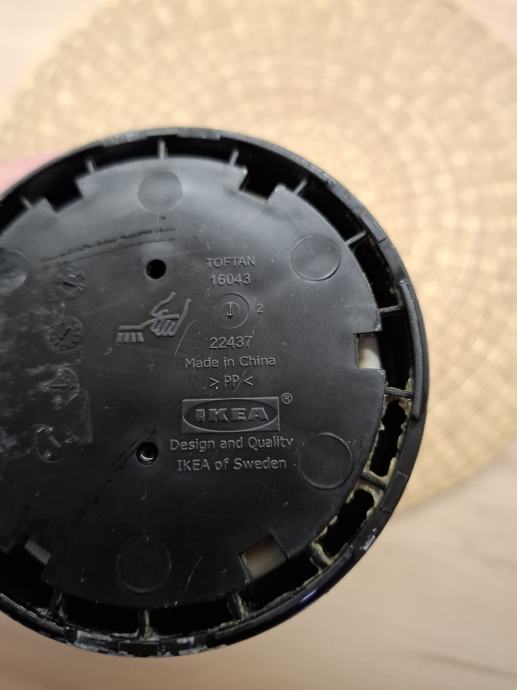 TOFTAN
16043
2
22437
Made in China
>PP<
IKEA®
Design and Quality
IKEA of Sweden